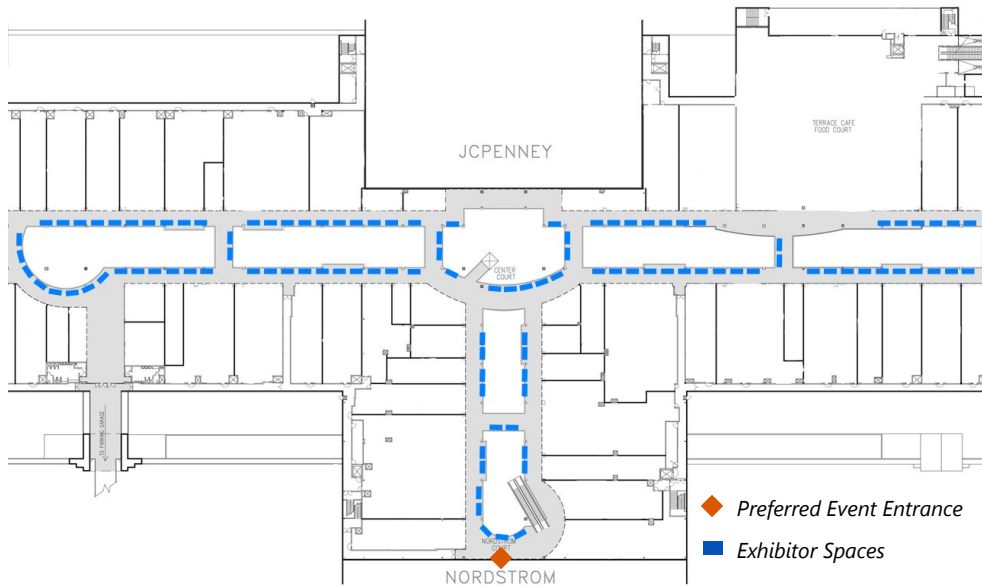 JCPENNEY
TERRACE CAFE
FOOD COURT
CENTER
COURT
TO PARKING GARAGE
NORDSTROM
COURT
NORDSTROM
Preferred Event Entrance
Exhibitor Spaces